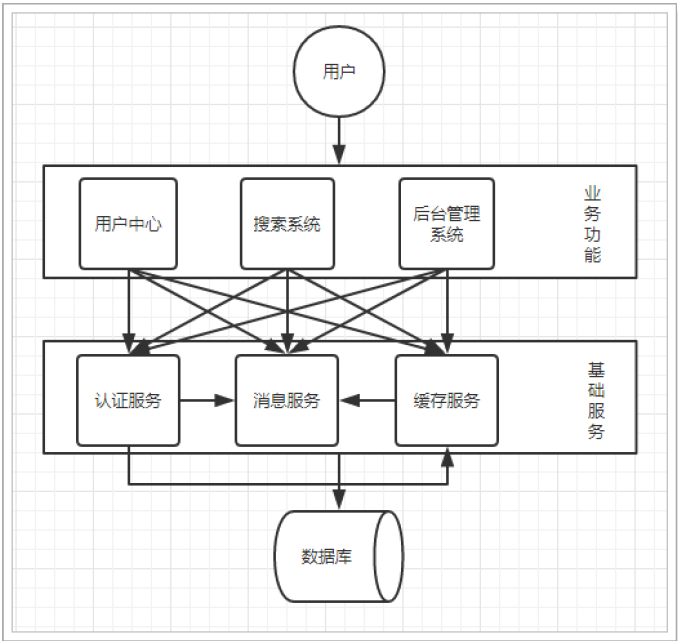 用户
用户中心
搜索系统
后台管理
系统
业务功能
认证服务
消息服务
缓存服务
基础服务
数据库